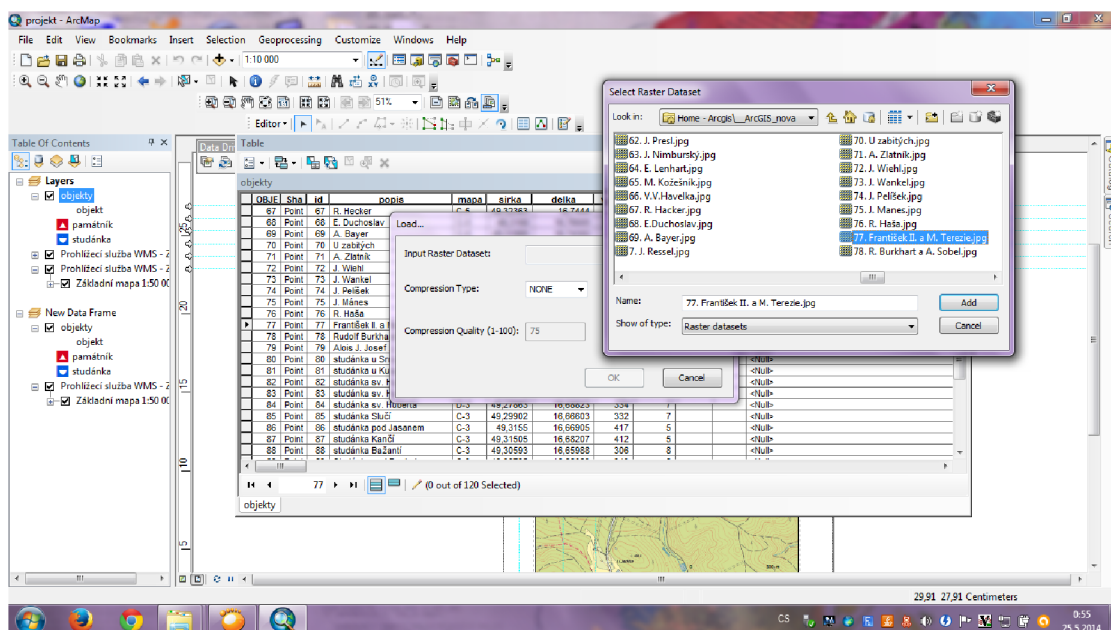 projekt - ArcMap
File Edit View Bookmarks Insert Selection Geoprocessing Customize Windows Help
1:10 000
51%
Editor
Table Of Contents
Layers
objekty
objekt
památník
studánka
Prohlížecí služba WMS - Z
Prohlížecí služba WMS - Z
Základní mapa 1:50 00
New Data Frame
objekty
objekt
památník
studánka
Prohlížecí služba WMS - Z
Základní mapa 1:50 00
Data Dri
Table
objekty
OBJE Sha id popis mapa sirka delka
67 Point 67 R. Hecker C-5 49,32363 16,7444
68 Point 68 E. Duchoslav
69 Point 69 A. Bayer
70 Point 70 U zabitých
71 Point 71 A. Zlatník
72 Point 72 J. Wiehl
73 Point 73 J. Wankel
74 Point 74 J. Pelíšek
75 Point 75 J. Mánes
76 Point 76 R. Haša
77 Point 77 František II. a
78 Point 78 Rudolf Burkha
79 Point 79 Alois J. Josef
80 Point 80 studánka u
81 Point 81 studánka u Ku <Null>
82 Point 82 studánka sv. <Null>
83 Point 83 studánka sv. <Null>
84 Point 84 studánka sv. Huberta D-3 49,27863 16,68823 334 7 <Null>
85 Point 85 studánka Slučí C-3 49,29902 16,66603 332 7 <Null>
86 Point 86 studánka pod Jasanem C-3 49,3155 16,66905 417 5 <Null>
87 Point 87 studánka Kančí C-3 49,31505 16,68207 412 5 <Null>
88 Point 88 studánka Bažantí C-3 49,30593 16,65988 306 8 <Null>
77
(0 out of 120 Selected)
objekty
Load...
Input Raster Dataset:
Compression Type: NONE
Compression Quality (1-100): 75
OK Cancel
Select Raster Dataset
Look in: Home - Arcgis\__ArcGIS_nova
62. J. Presl.jpg
63. J. Nimburský.jpg
64. E. Lenhart.jpg
65. M. Kožešník.jpg
66. V.V.Havelka.jpg
67. R. Hacker.jpg
68. E.Duchoslav.jpg
69. A. Bayer.jpg
7. J. Ressel.jpg
70. U zabitých.jpg
71. A. Zlatník.jpg
72. J. Wiehl.jpg
73. J. Wankel.jpg
74. J. Pelíšek.jpg
75. J. Manes.jpg
76. R. Haša.jpg
77. František II. a M. Terezie.jpg
78. R. Burkhart a A. Sobel.jpg
Name: 77. František II. a M. Terezie.jpg Add
Show of type: Raster datasets Cancel
29,91 27,91 Centimeters
CS
0:55
25.5.2014